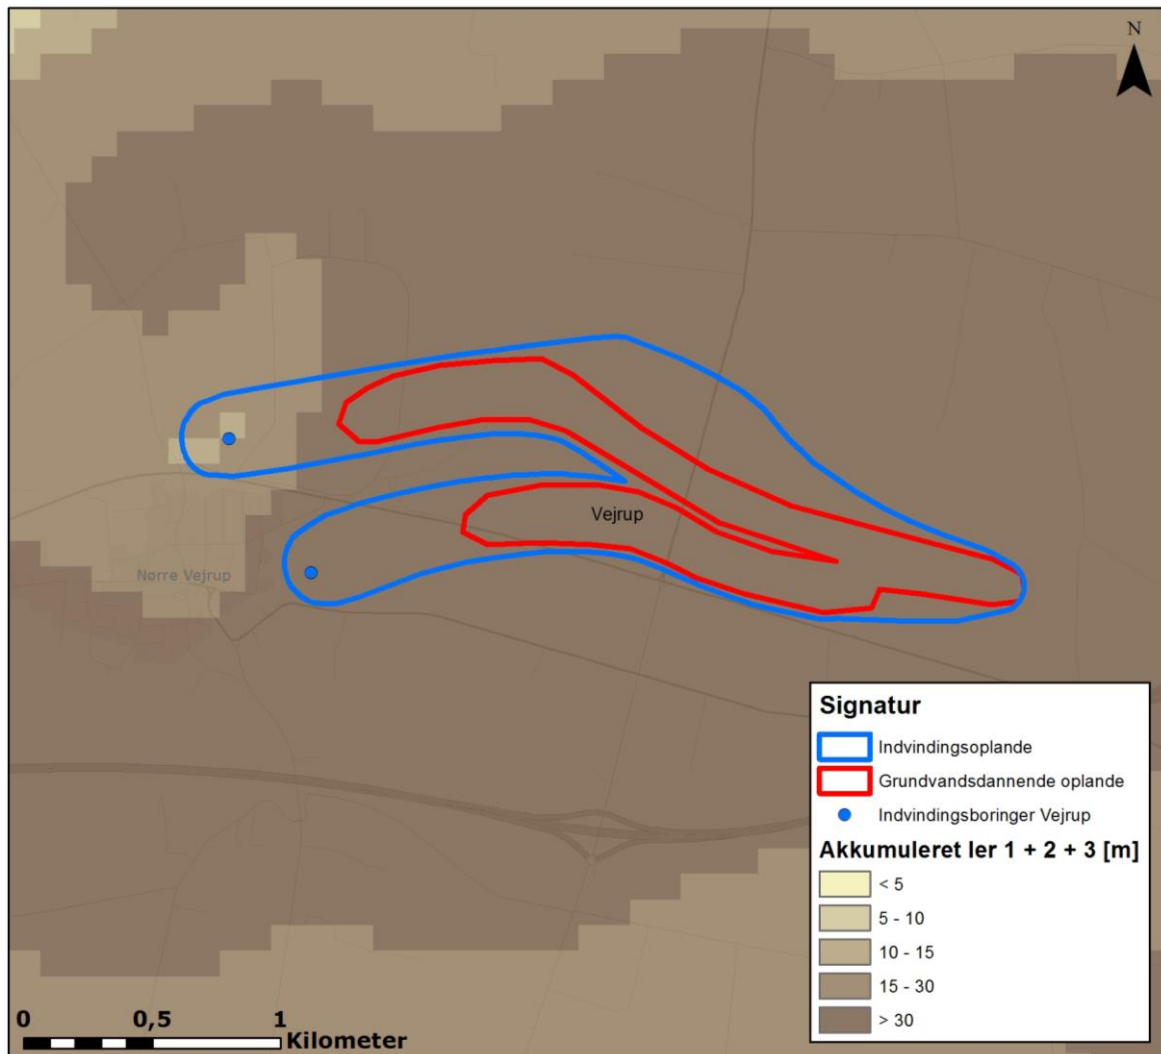 N
Vejrup
Nørre Vejrup
Signatur
Indvindingsoplande
Grundvandsdannende oplande
Indvindingsboringer Vejrup
Akkumuleret ler 1 + 2 + 3 [m]
< 5
5 - 10
10 - 15
15 - 30
> 30
0 0,5 1
Kilometer